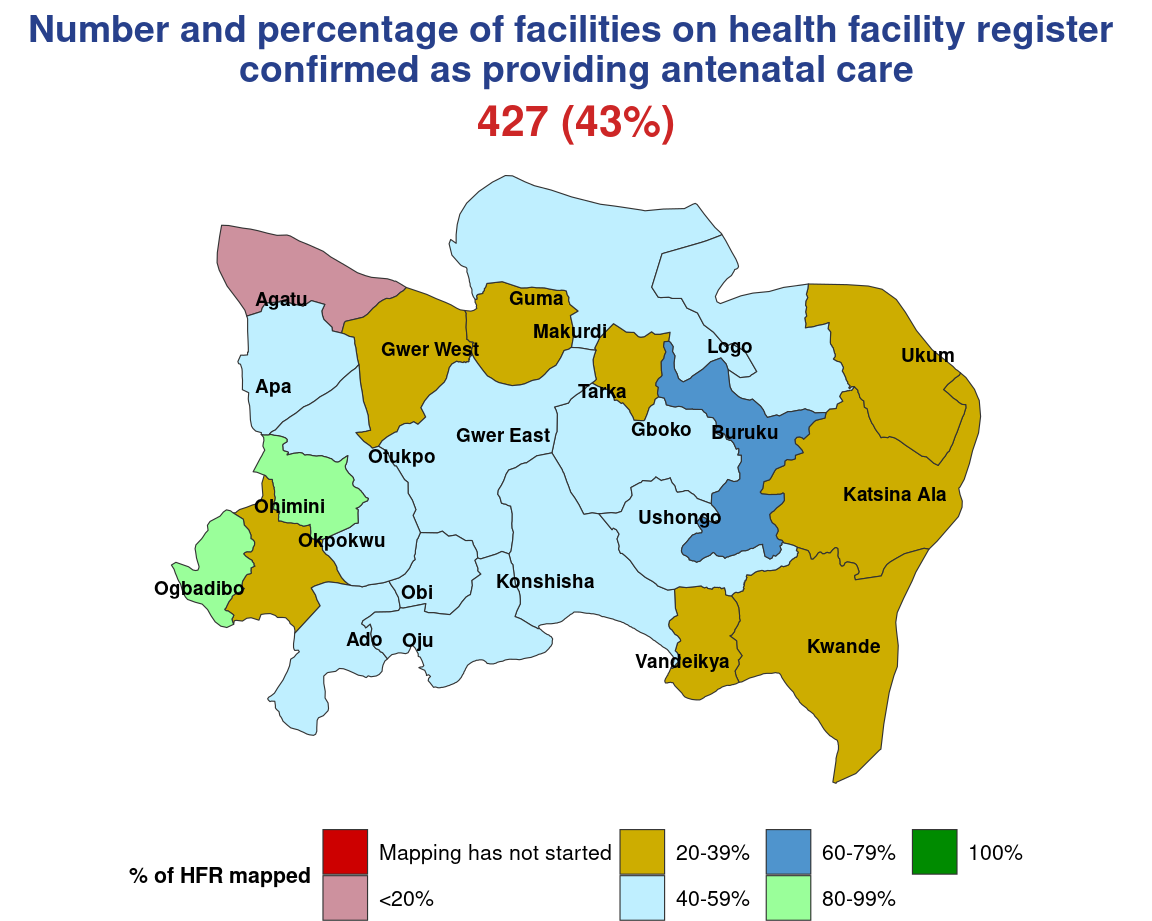 Number and percentage of facilities on health facility register
confirmed as providing antenatal care
427 (43%)
Agatu
Guma
Makurdi
Gwer West
Logo
Ukum
Apa
Tarka
Gwer East
Gboko
Buruku
Otukpo
Katsina Ala
Ohimini
Ushongo
Okpokwu
Ogbadibo
Obi
Konshisha
Ado
Oju
Vandeikya
Kwande
% of HFR mapped
Mapping has not started
<20%
20-39%
40-59%
60-79%
80-99%
100%